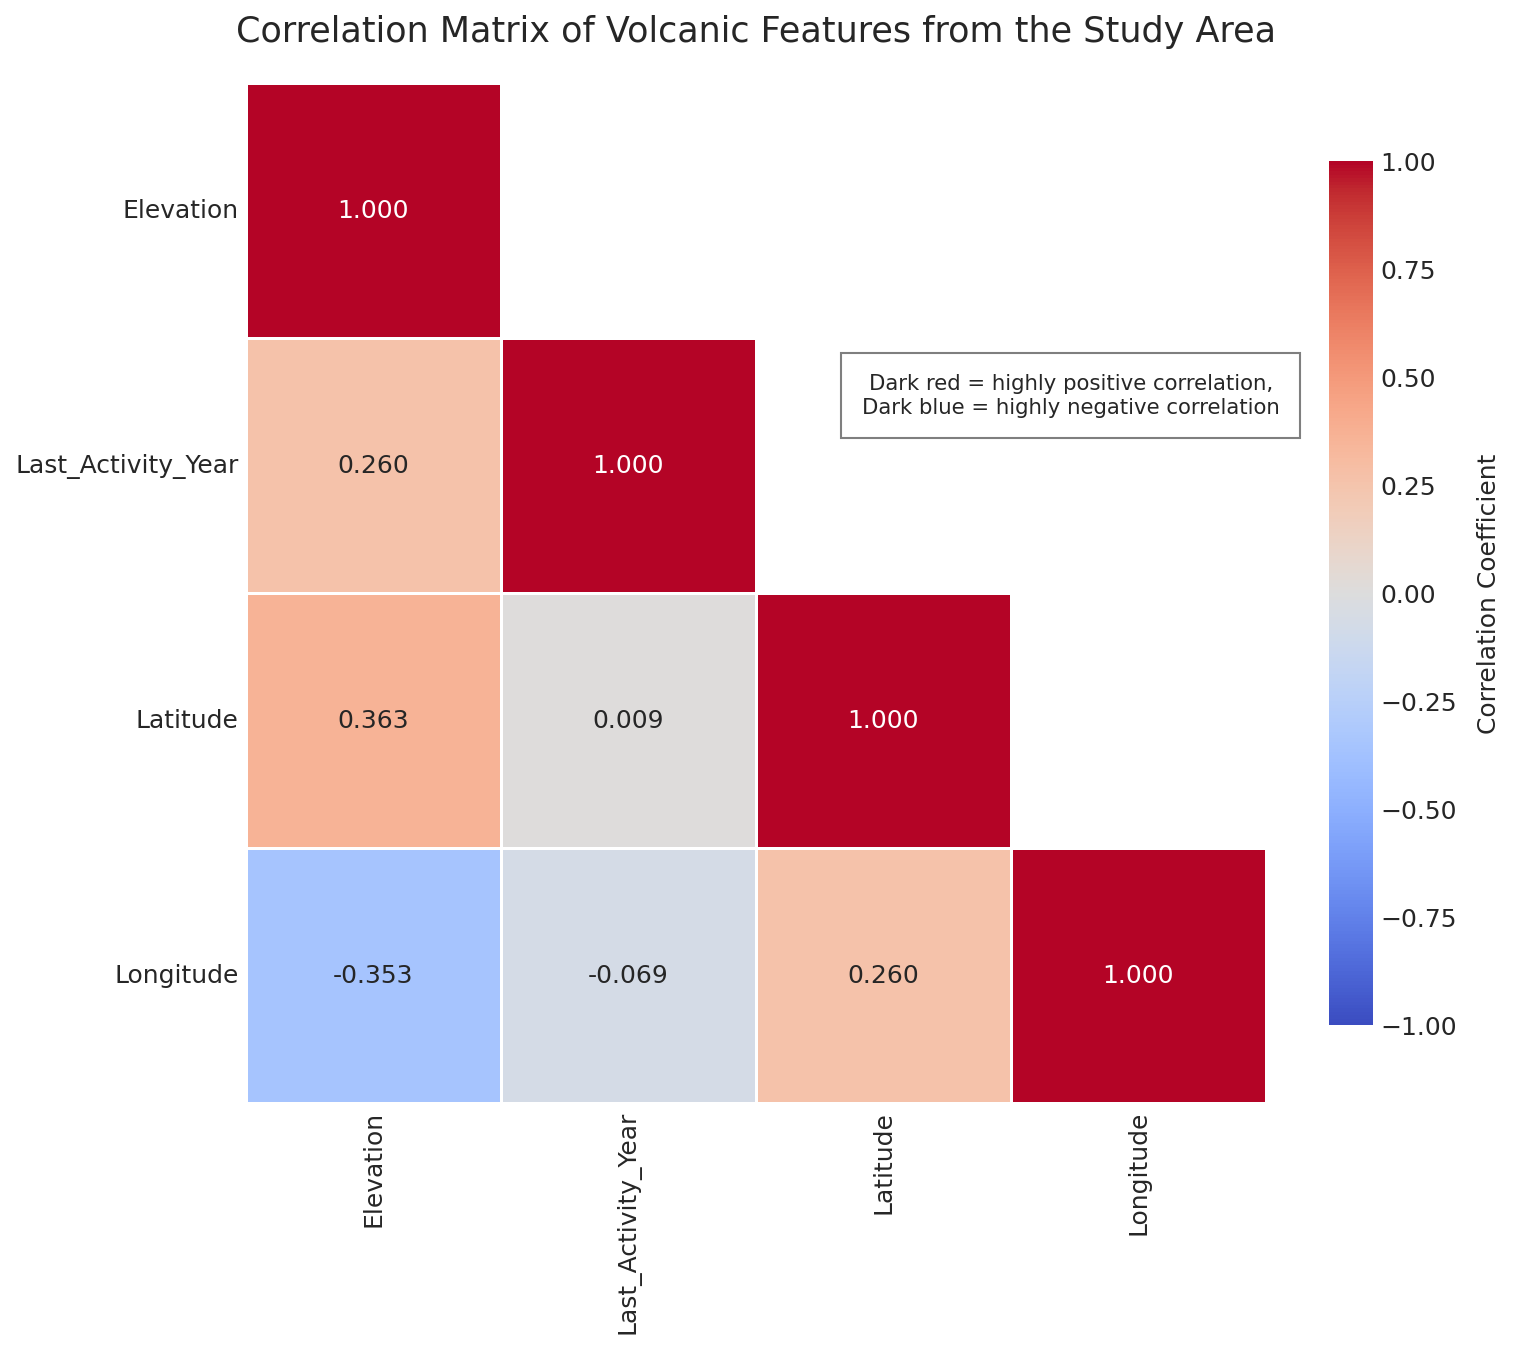 Correlation Matrix of Volcanic Features from the Study Area
Elevation
1.000
Last_Activity_Year
0.260
1.000
Latitude
0.363
0.009
1.000
Longitude
-0.353
-0.069
0.260
1.000
Elevation
Last_Activity_Year
Latitude
Longitude
Dark red = highly positive correlation,
Dark blue = highly negative correlation
1.00
0.75
0.50
0.25
0.00
−0.25
−0.50
−0.75
−1.00
Correlation Coefficient